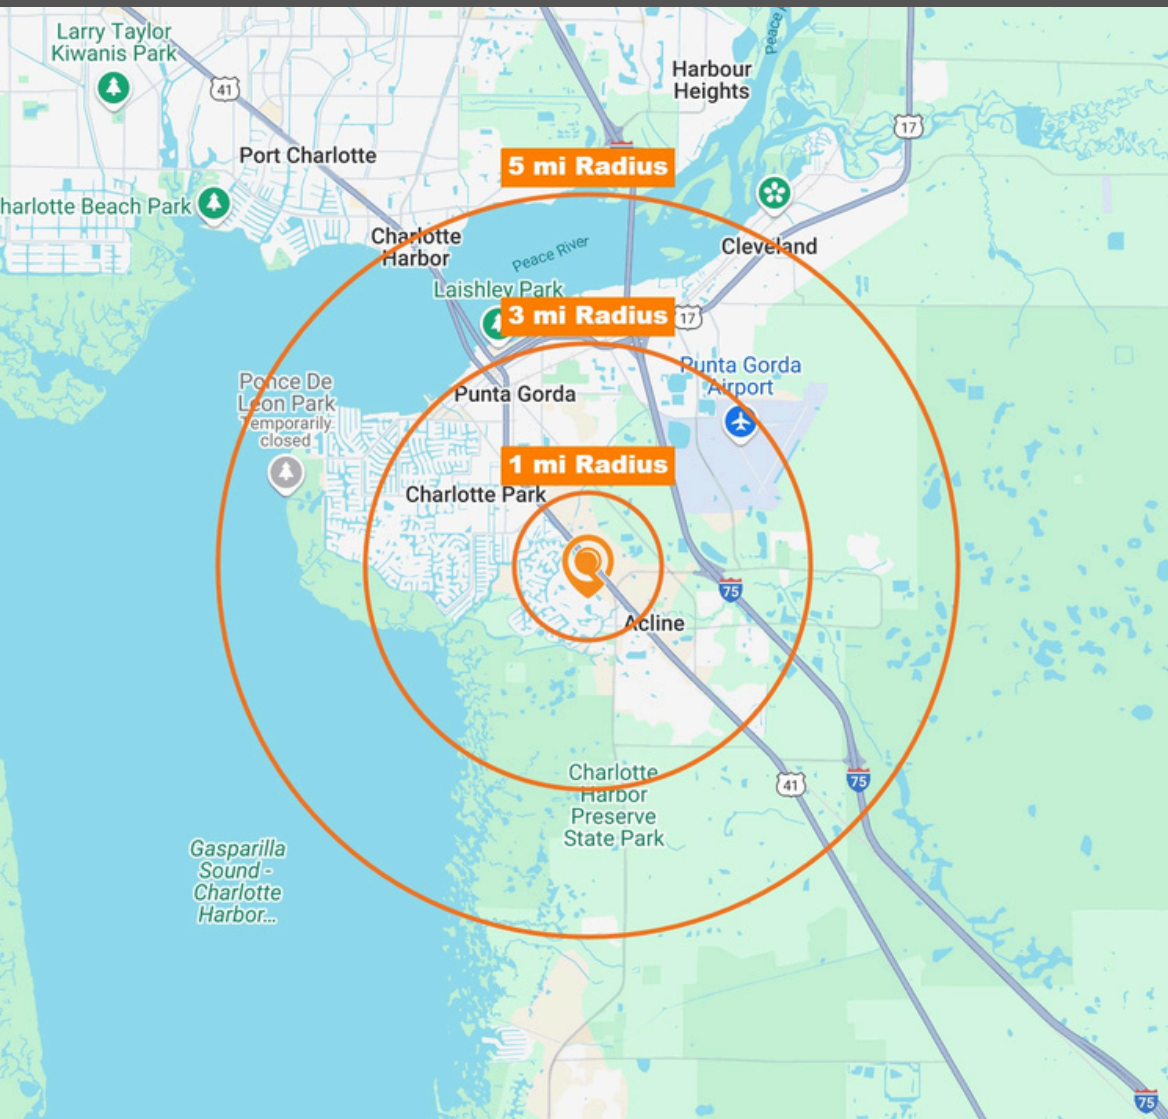 Larry Taylor
Kiwanis Park
41
Port Charlotte
harlotte Beach Park
Harbour
Heights
Peace
17
5 mi Radius
Charlotte
Harbor
Peace River
Cleveland
Laishley Park
3 mi Radius
17
Punta Gorda
Airport
Ponce De
Leon Park
Temporarily
closed
Punta Gorda
1 mi Radius
Charlotte Park
75
Acline
Charlotte
Harbor
Preserve
State Park
41
75
Gasparilla
Sound -
Charlotte
Harbor...
75